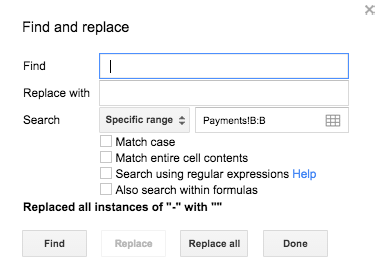 Find and replace
Find
Replace with
Search Specific range Payments!B:B
Match case
Match entire cell contents
Search using regular expressions Help
Also search within formulas
Replaced all instances of "-" with ""
Find Replace Replace all Done